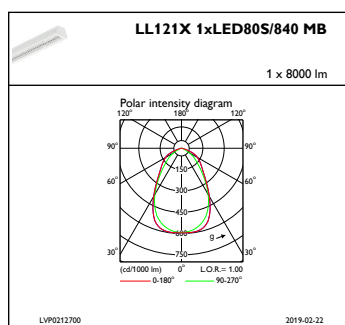 LL121X 1xLED80S/840 MB
1 x 8000 lm
Polar intensity diagram
120° 180° 120°
90° 90°
150
60° 300 60°
450
600
750
30° 30°
(cd/1000 lm) 0° L.O.R.= 1.00
0-180° 90-270°
LVP0212700 2019-02-22